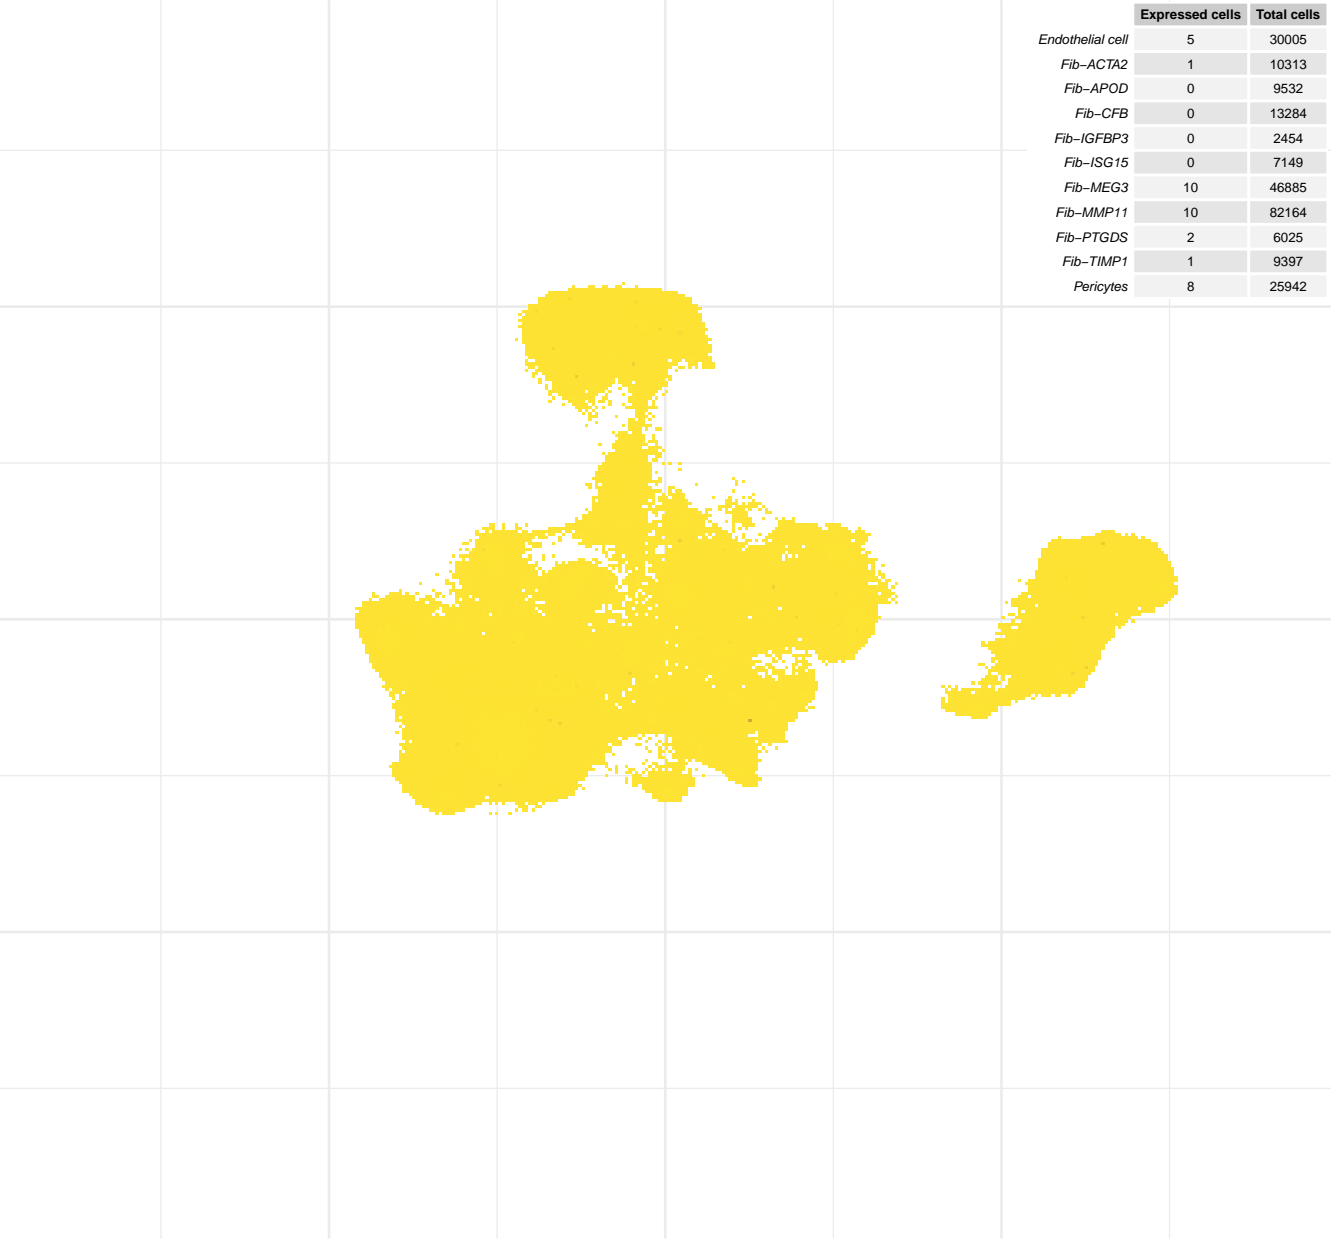 Expressed cells Total cells
Endothelial cell 5 30005
Fib−ACTA2 1 10313
Fib−APOD 0 9532
Fib−CFB 0 13284
Fib−IGFBP3 0 2454
Fib−ISG15 0 7149
Fib−MEG3 10 46885
Fib−MMP11 10 82164
Fib−PTGDS 2 6025
Fib−TIMP1 1 9397
Pericytes 8 25942